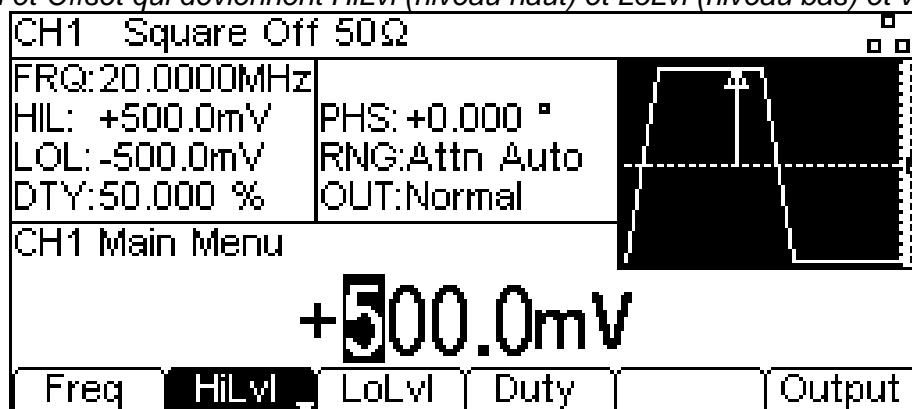 et Offset qui deviennent HiLvl (niveau haut) et LoLvl (niveau bas) et
CH1 Square Off 50Ω
FRQ:20.0000MHz
HIL: +500.0mV
LOL:-500.0mV
DTY:50.000 %
PHS:+0.000 °
RNG:Attn Auto
OUT:Normal
CH1 Main Menu
+500.0mV
Freq HiLvl LoLvl Duty Output